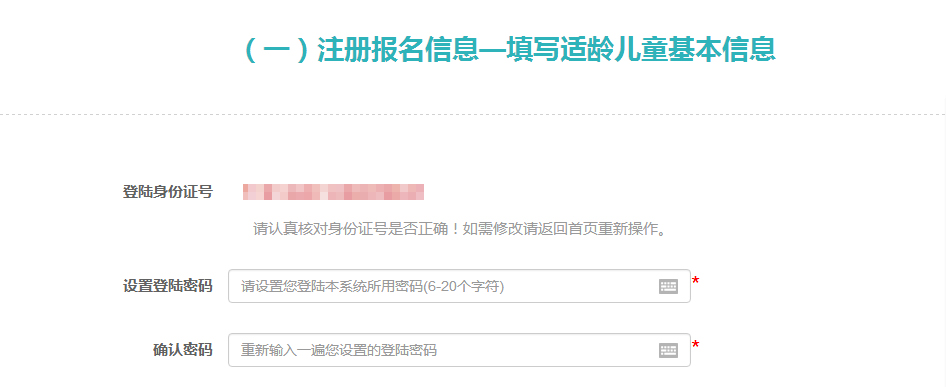 （一）注册报名信息—填写适龄儿童基本信息
登陆身份证号
请认真核对身份证号是否正确！如需修改请返回首页重新操作。
设置登陆密码 请设置您登陆本系统所用密码(6-20个字符) *
确认密码 重新输入一遍您设置的登陆密码 *